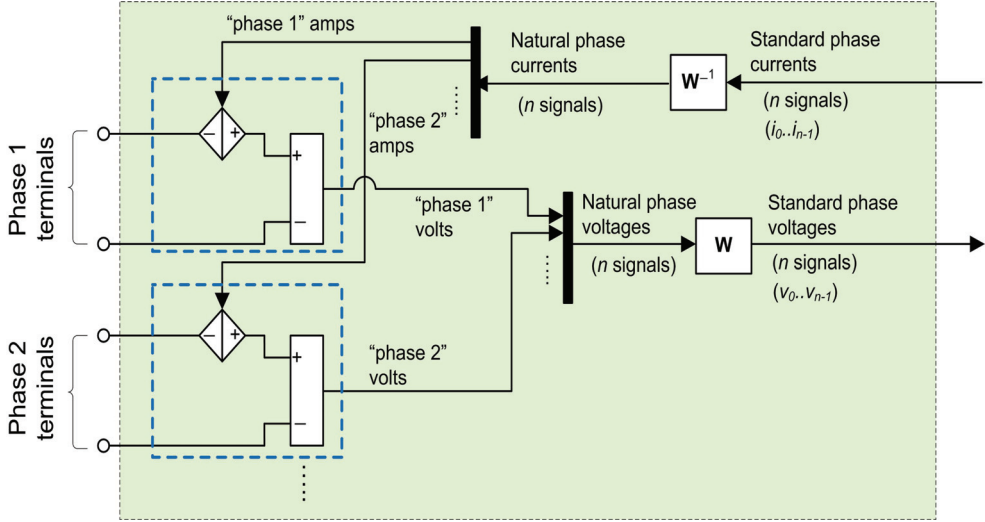 "phase 1" amps
Natural phase
currents
(n signals)
W⁻¹
Standard phase
currents
(n signals)
(i₀..iₙ₋₁)
"phase 2"
amps
− +
+
−
Phase 1
terminals
"phase 1"
volts
Natural phase
voltages
(n signals)
W
Standard phase
voltages
(n signals)
(v₀..vₙ₋₁)
− +
+
−
Phase 2
terminals
"phase 2"
volts